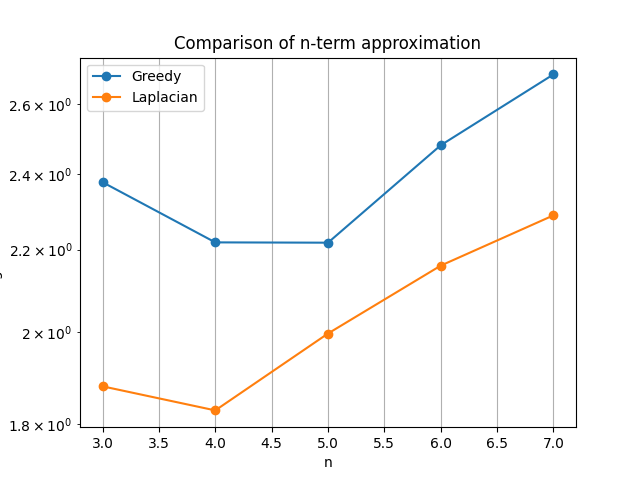 Comparison of n-term approximation
Greedy
Laplacian
2.6 × 10⁰
2.4 × 10⁰
2.2 × 10⁰
2 × 10⁰
1.8 × 10⁰
3.0 3.5 4.0 4.5 5.0 5.5 6.0 6.5 7.0
n